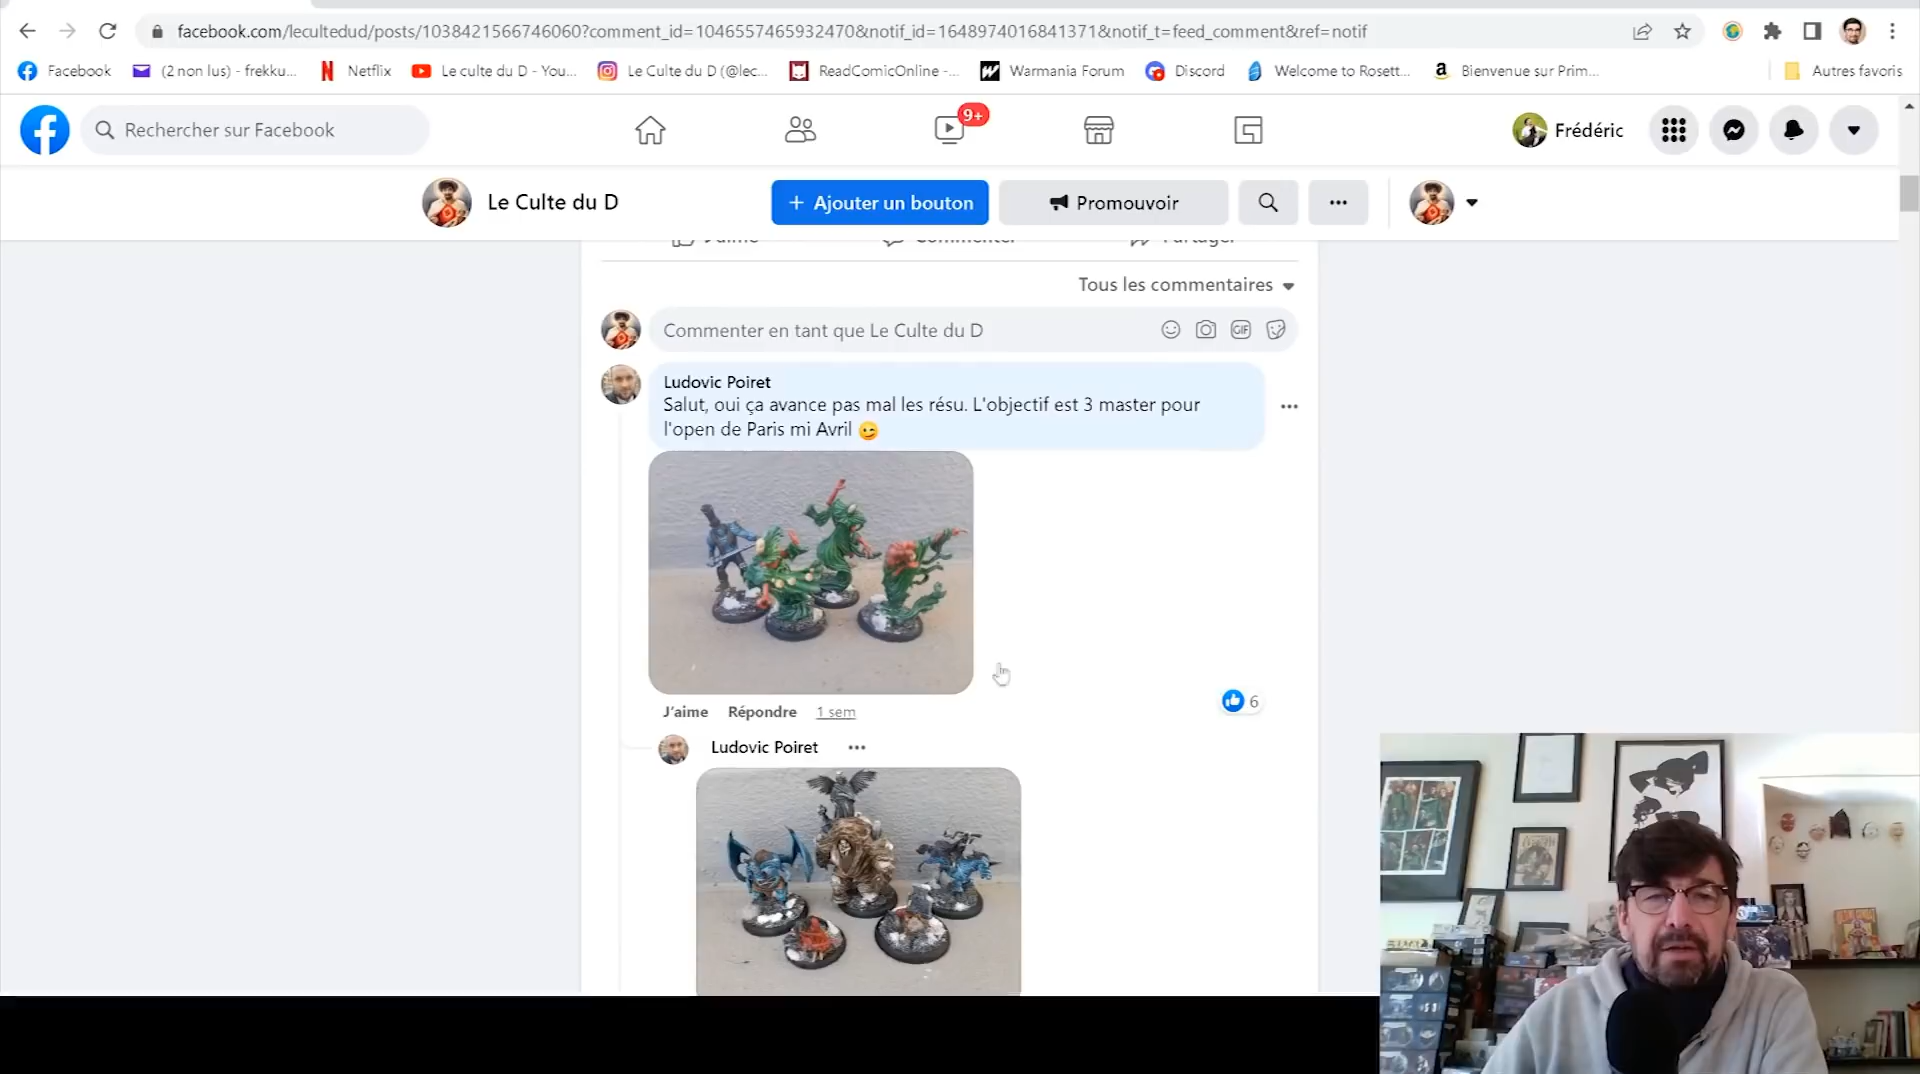 facebook.com/lecultedud/posts/1038421566746060?comment_id=1046557465932470&notif_id=1648974016841371&notif_t=feed_comment&ref=notif
Facebook
(2 non lus) - frekku...
Netflix
Le culte du D - You...
Le Culte du D (@lec...
ReadComicOnline -...
Warmania Forum
Discord
Welcome to Rosett...
Bienvenue sur Prim...
Autres favoris
Rechercher sur Facebook
9+
Frédéric
Le Culte du D
+ Ajouter un bouton
Promouvoir
J'aime
Commenter
Partager
Tous les commentaires
Commenter en tant que Le Culte du D
GIF
Ludovic Poiret
Salut, oui ça avance pas mal les résu. L'objectif est 3 master pour
l'open de Paris mi Avril
J'aime Répondre 1 sem
6
Ludovic Poiret